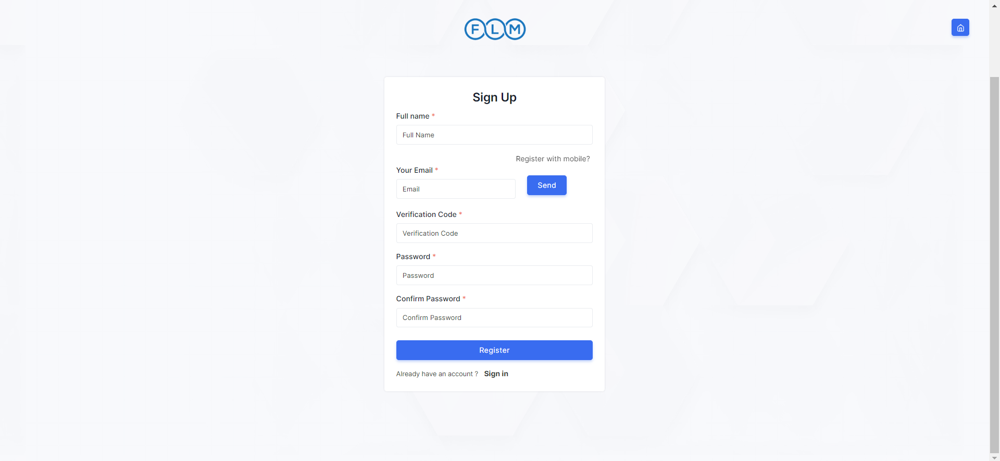 FLM
Sign Up
Full name *
Full Name
Register with mobile?
Your Email *
Email
Send
Verification Code *
Verification Code
Password *
Password
Confirm Password *
Confirm Password
Register
Already have an account ? Sign in